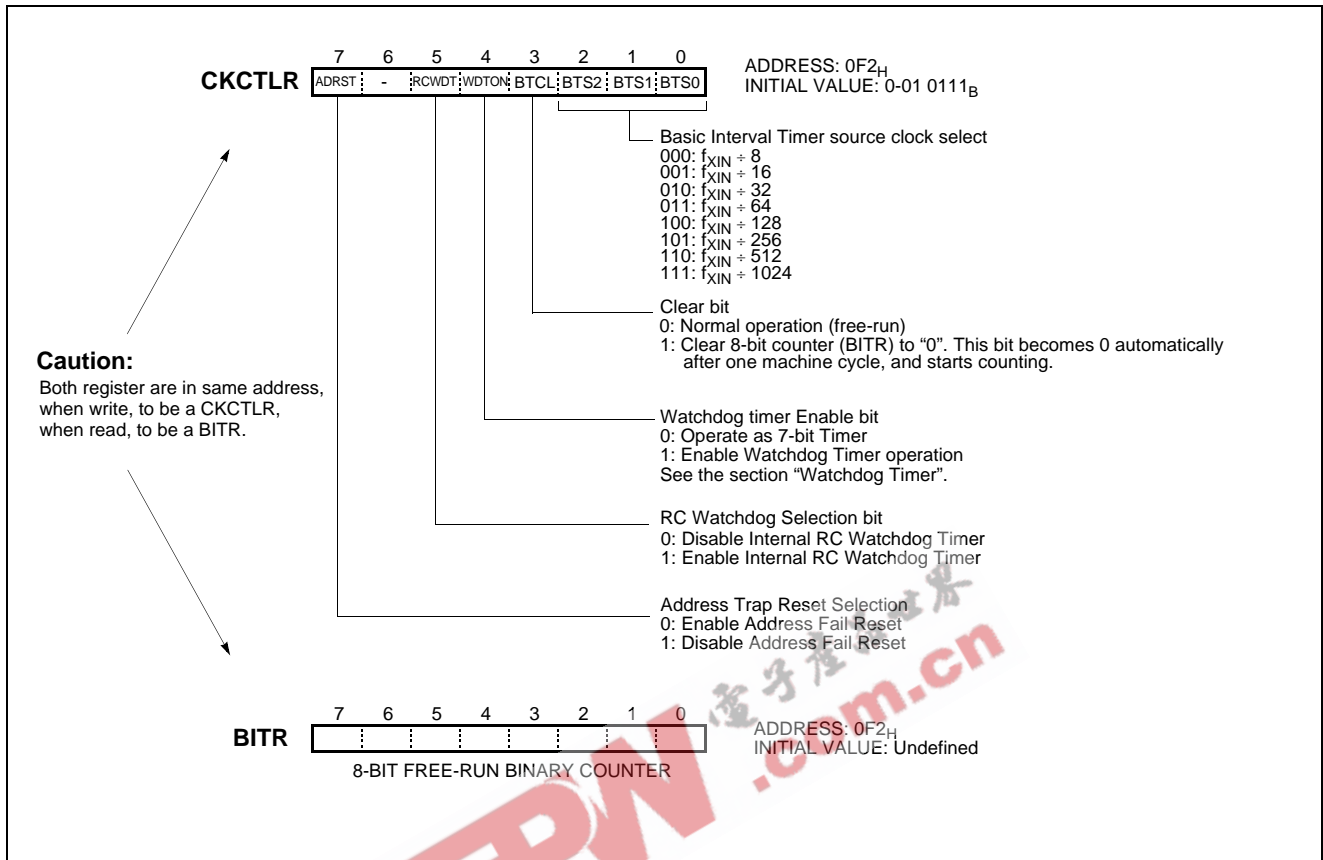 7 6 5 4 3 2 1 0
CKCTLR ADRST - RCWDT WDTON BTCL BTS2 BTS1 BTS0
ADDRESS: 0F2H
INITIAL VALUE: 0-01 0111B
Basic Interval Timer source clock select
000: fXIN ÷ 8
001: fXIN ÷ 16
010: fXIN ÷ 32
011: fXIN ÷ 64
100: fXIN ÷ 128
101: fXIN ÷ 256
110: fXIN ÷ 512
111: fXIN ÷ 1024
Clear bit
0: Normal operation (free-run)
1: Clear 8-bit counter (BITR) to “0”. This bit becomes 0 automatically
after one machine cycle, and starts counting.
Caution:
Both register are in same address,
when write, to be a CKCTLR,
when read, to be a BITR.
Watchdog timer Enable bit
0: Operate as 7-bit Timer
1: Enable Watchdog Timer operation
See the section “Watchdog Timer”.
RC Watchdog Selection bit
0: Disable Internal RC Watchdog Timer
1: Enable Internal RC Watchdog Timer
Address Trap Reset Selection
0: Enable Address Fail Reset
1: Disable Address Fail Reset
7 6 5 4 3 2 1 0
BITR
ADDRESS: 0F2H
INITIAL VALUE: Undefined
8-BIT FREE-RUN BINARY COUNTER
電子產品世界
.com.cn